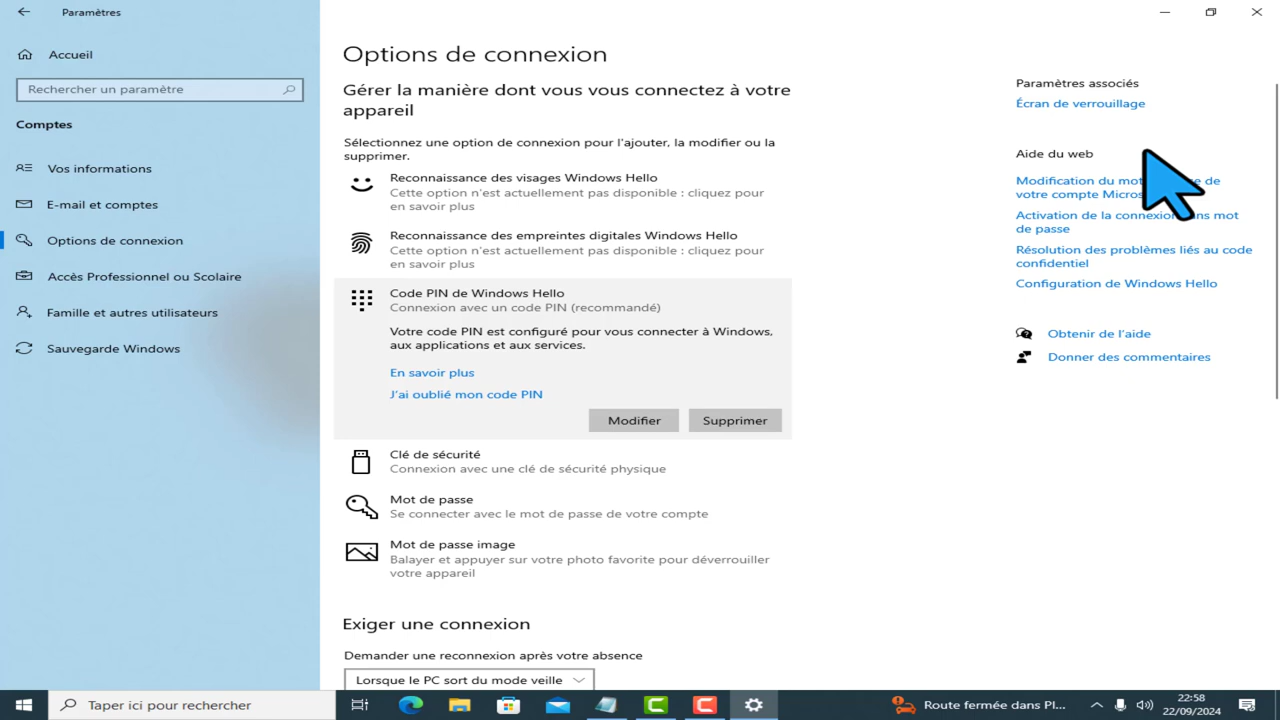 Paramètres
Accueil
Rechercher un paramètre
Comptes
Vos informations
E-mail et comptes
Options de connexion
Accès Professionnel ou Scolaire
Famille et autres utilisateurs
Sauvegarde Windows
Options de connexion
Gérer la manière dont vous vous connectez à votre
appareil
Sélectionnez une option de connexion pour l'ajouter, la modifier ou la
supprimer.
Reconnaissance des visages Windows Hello
Cette option n'est actuellement pas disponible : cliquez pour
en savoir plus
Reconnaissance des empreintes digitales Windows Hello
Cette option n'est actuellement pas disponible : cliquez pour
en savoir plus
Code PIN de Windows Hello
Connexion avec un code PIN (recommandé)
Votre code PIN est configuré pour vous connecter à Windows,
aux applications et aux services.
En savoir plus
J'ai oublié mon code PIN
Modifier
Supprimer
Clé de sécurité
Connexion avec une clé de sécurité physique
Mot de passe
Se connecter avec le mot de passe de votre compte
Mot de passe image
Balayer et appuyer sur votre photo favorite pour déverrouiller
votre appareil
Exiger une connexion
Demander une reconnexion après votre absence
Lorsque le PC sort du mode veille
Paramètres associés
Écran de verrouillage
Aide du web
Modification du mot de
votre compte
Activation de la connexion mot
de passe
Résolution des problèmes liés au code
confidentiel
Configuration de Windows Hello
Obtenir de l'aide
Donner des commentaires
Taper ici pour rechercher
Route fermée dans Pl...
22:58
22/09/2024